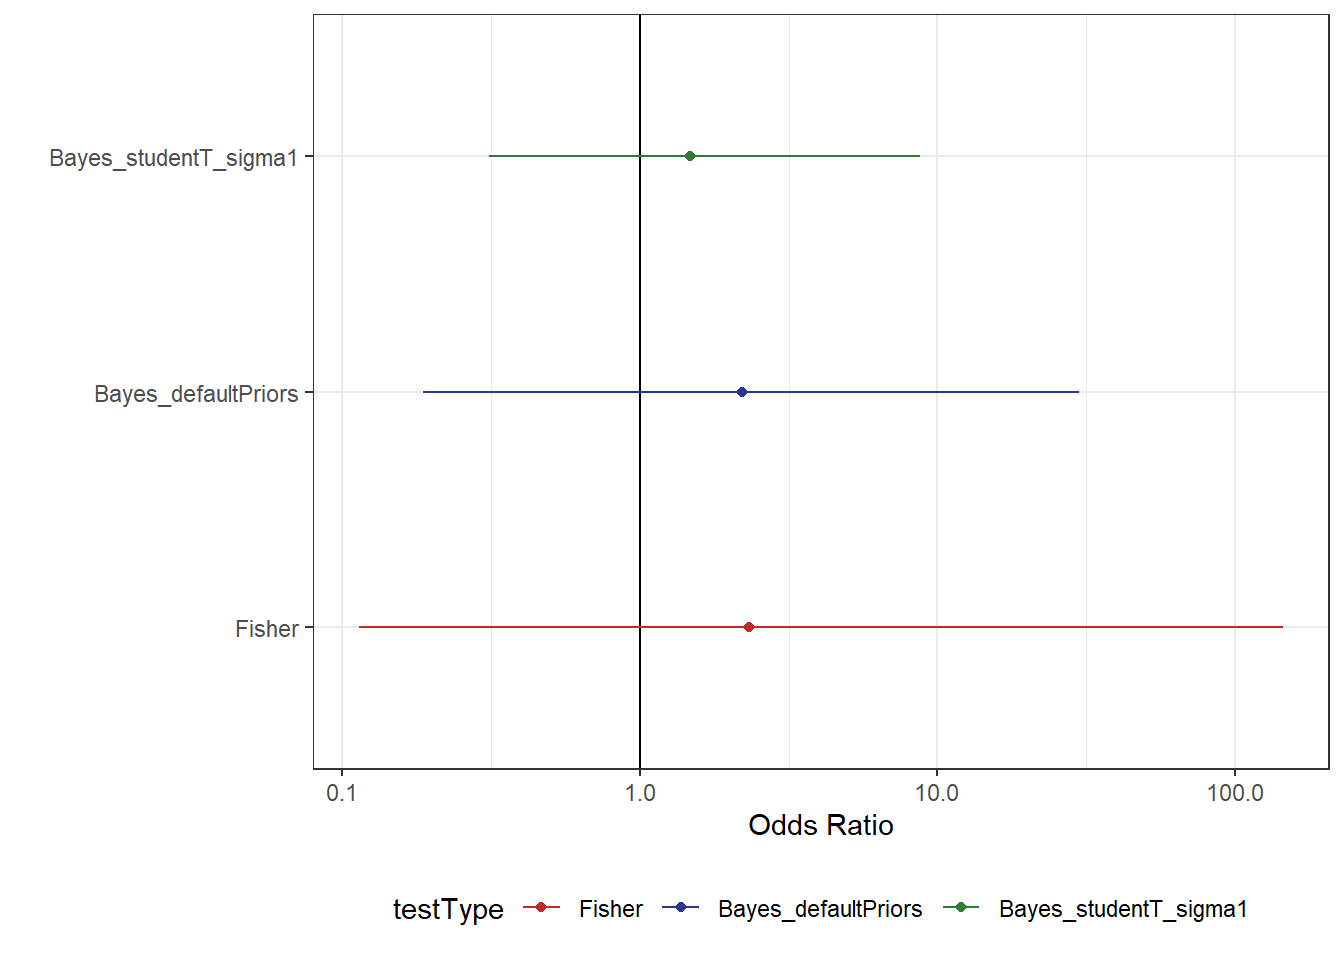 Bayes_studentT_sigma1
Bayes_defaultPriors
Fisher
0.1 1.0 10.0 100.0
Odds Ratio
testType Fisher Bayes_defaultPriors Bayes_studentT_sigma1